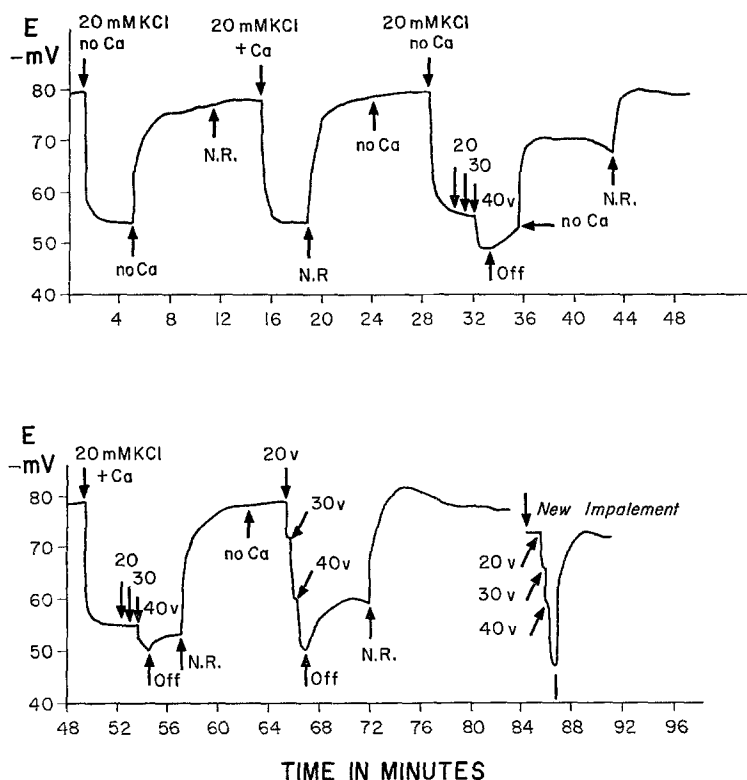 E
-mV
20 mMKCl
no Ca
20 mMKCl
+ Ca
20 mMKCl
no Ca
80
70
60
50
40
no Ca
N.R.
N.R
no Ca
20
30
40v
Off
no Ca
N.R.
4 8 12 16 20 24 28 32 36 40 44 48
E
-mV
20 mMKCl
+ Ca
80
70
60
50
40
20
30
40v
Off
N.R.
no Ca
20 v
30v
40v
Off
N.R.
New Impalement
20 v
30 v
40 v
48 52 56 60 64 68 72 76 80 84 88 92 96
TIME IN MINUTES